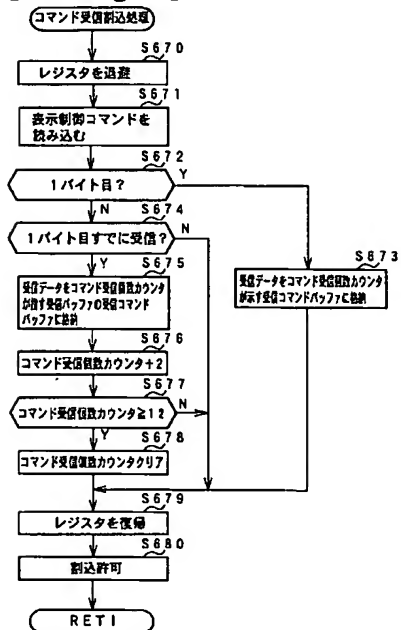 コマンド受信割込処理
S670
レジスタを退避
S671
表示制御コマンドを
読み込む
S672
1バイト目?
Y
N
S674
1バイト目すでに受信?
N
Y
S673
受信データをコマンド受信個数カウンタ
が示す受信コマンドバッファに格納
S675
受信データをコマンド受信個数カウンタ
が指す受信バッファの受信コマンド
バッファに格納
S676
コマンド受信個数カウンタ+2
S677
コマンド受信個数カウンタ≧12
N
Y
S678
コマンド受信個数カウンタクリア
S679
レジスタを復帰
S680
割込許可
RETI